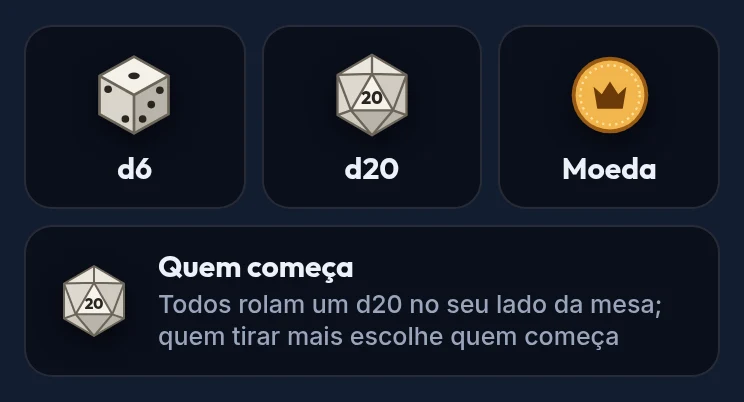 20
d6
d20
Moeda
20
Quem começa
Todos rolam um d20 no seu lado da mesa;
quem tirar mais escolhe quem começa